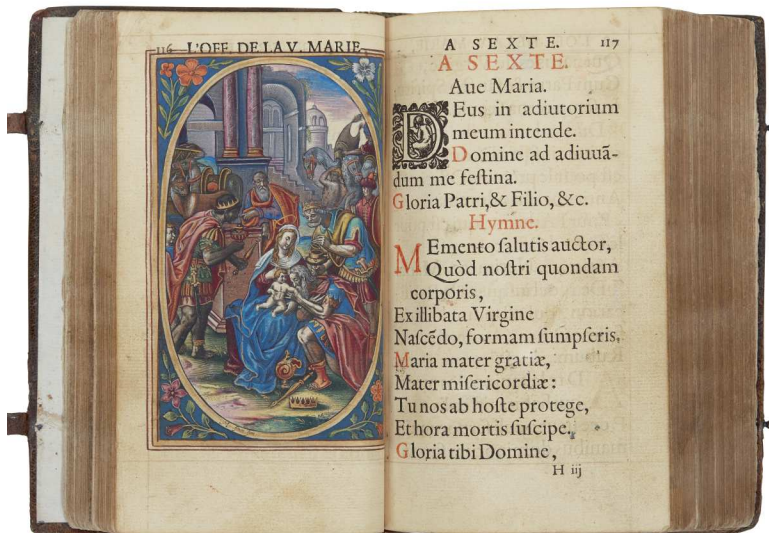 116 L'OFF. DE LA V. MARIE.
A SEXTE. 117
A SEXTE.
Aue Maria.
DEus in adiutorium
meum intende.
Domine ad adiuuã-
dum me feſtina.
Gloria Patri, & Filio, &c.
Hymne.
MEmento ſalutis auctor,
Quòd noſtri quondam
corporis,
Ex illibata Virgine
Naſcẽdo, formam ſumpſeris,
Maria mater gratiæ,
Mater miſericordiæ:
Tu nos ab hoſte protege,
Et hora mortis ſuſcipe.
Gloria tibi Domine,
H iij